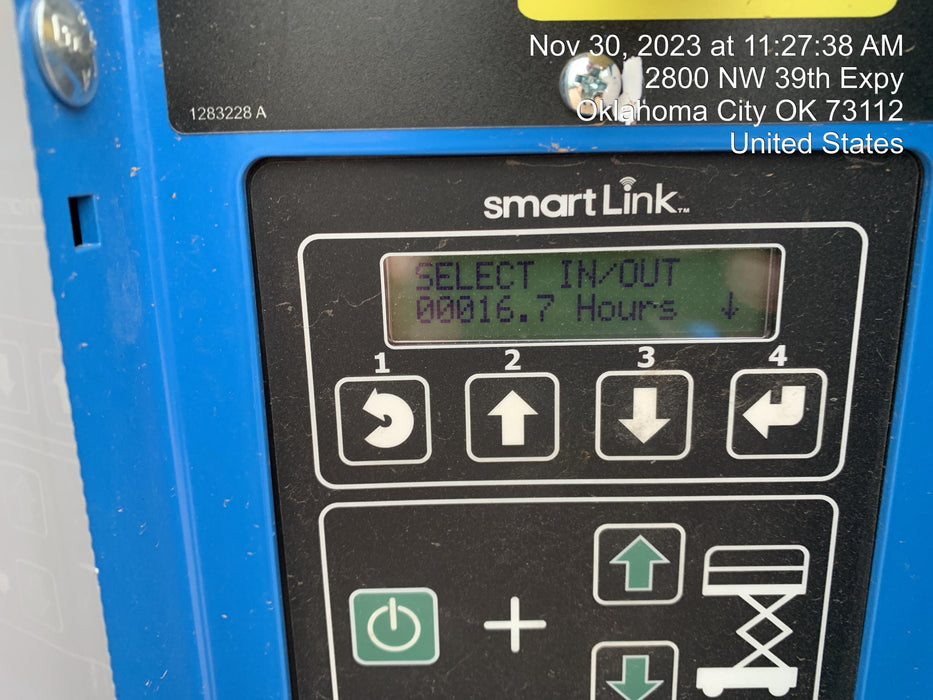 Nov 30, 2023 at 11:27:38 AM
2800 NW 39th Expy
Oklahoma City OK 73112
United States
1283228 A
smartLink™
SELECT IN/OUT
00016.7 Hours ↓
1 2 3 4